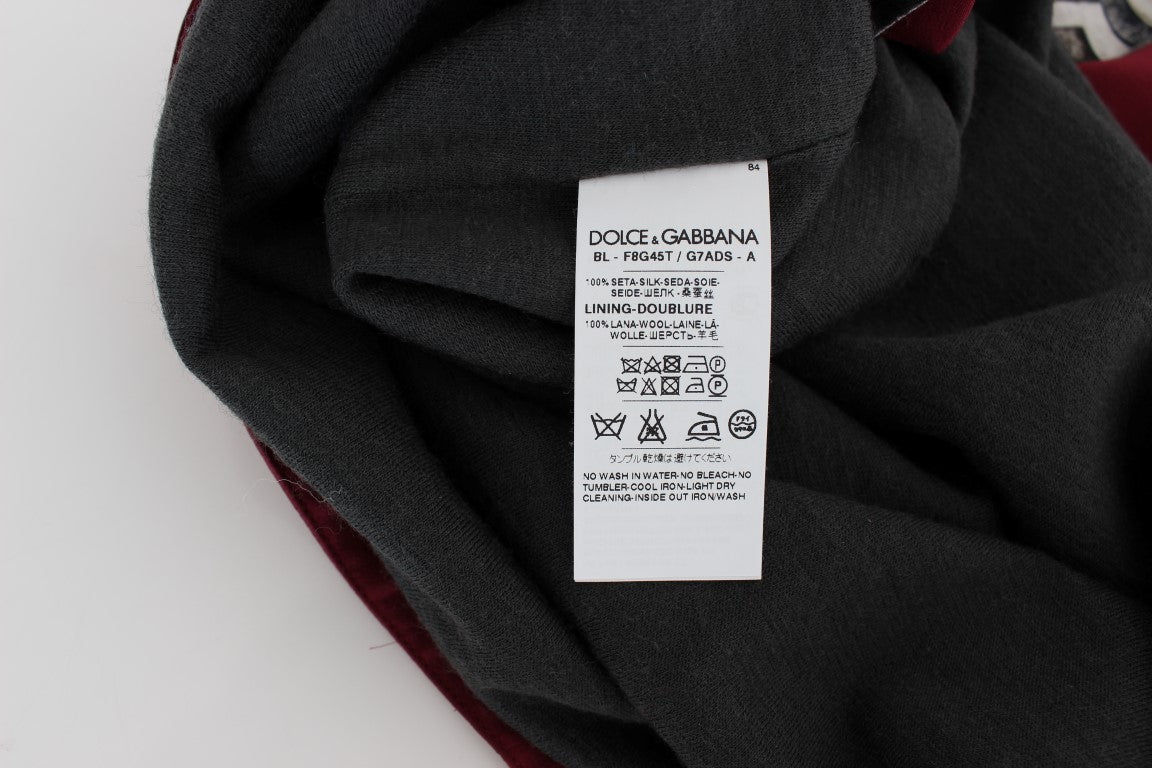 84
DOLCE & GABBANA
BL - F8G45T / G7ADS - A
100% SETA-SILK-SEDA-SOIE-
SEIDE-ШЕЛК-桑蚕丝
LINING-DOUBLURE
100% LANA-WOOL-LAINE-LÃ-
WOLLE-ШЕРСТЬ-羊毛
P
P
ドライ
タンブル乾燥は避けてください
NO WASH IN WATER-NO BLEACH-NO
TUMBLER-COOL IRON-LIGHT DRY
CLEANING-INSIDE OUT IRON/WASH